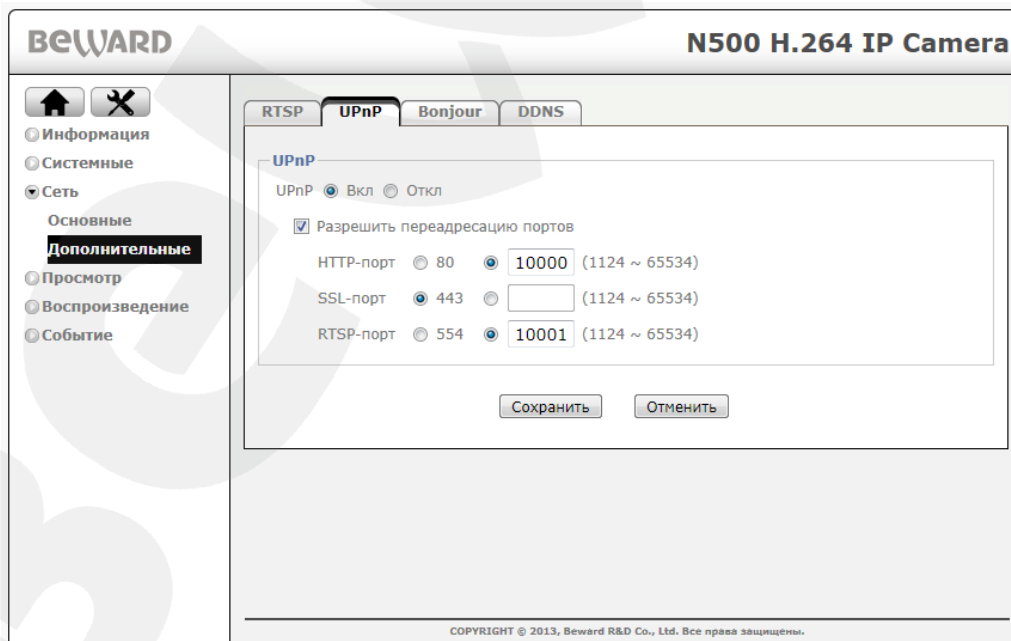 BEWARD
N500 H.264 IP Camera
RTSP UPnP Bonjour DDNS
Информация
Системные
Сеть
Основные
Дополнительные
Просмотр
Воспроизведение
Событие
UPnP
UPnP Вкл Откл
Разрешить переадресацию портов
HTTP-порт 80 10000 (1124 ~ 65534)
SSL-порт 443 (1124 ~ 65534)
RTSP-порт 554 10001 (1124 ~ 65534)
Сохранить Отменить
COPYRIGHT © 2013, Beward R&D Co., Ltd. Все права защищены.